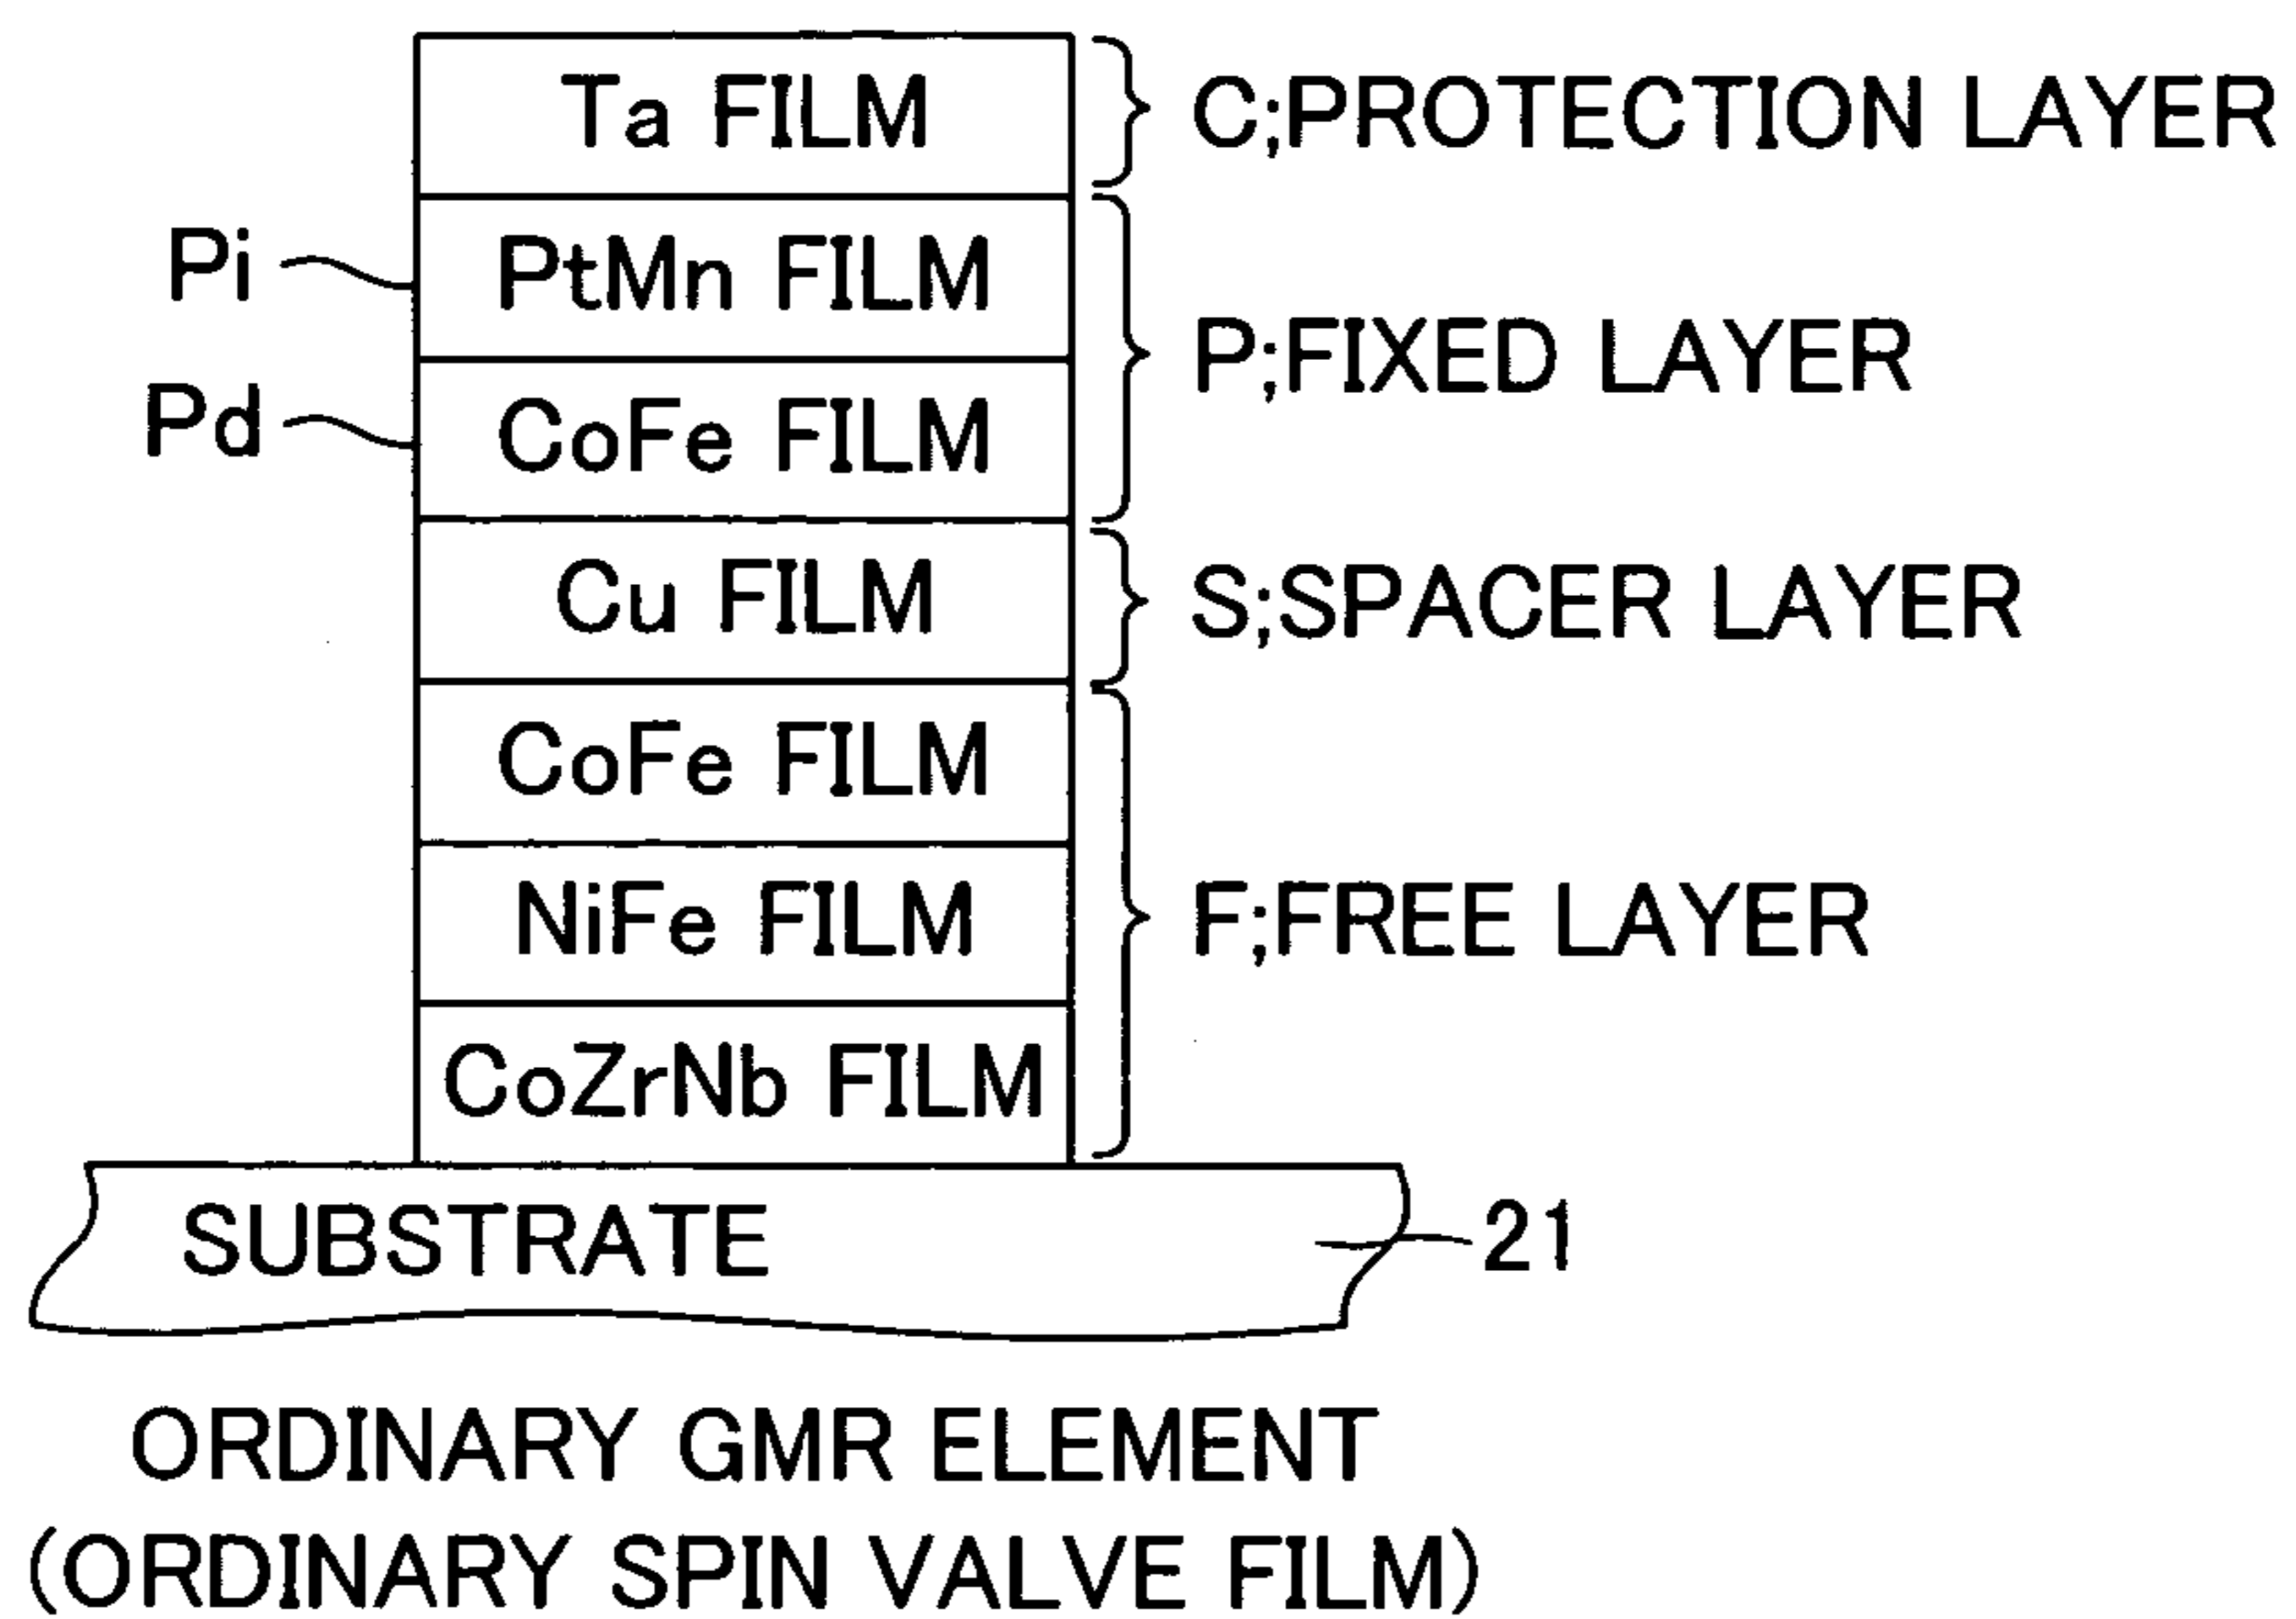 Ta FILM
C;PROTECTION LAYER
Pi
PtMn FILM
P;FIXED LAYER
Pd
CoFe FILM
Cu FILM
S;SPACER LAYER
CoFe FILM
NiFe FILM
F;FREE LAYER
CoZrNb FILM
SUBSTRATE
21
ORDINARY GMR ELEMENT
(ORDINARY SPIN VALVE FILM)